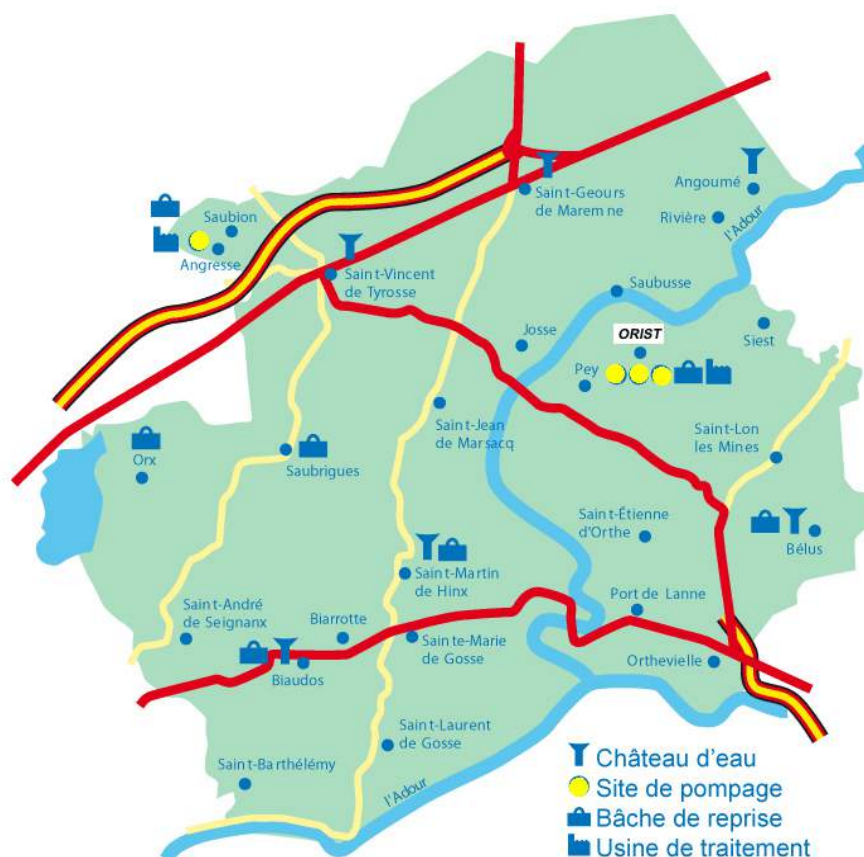 Saint-Geours
de Maremne
Angoumé
Rivière
l'Adour
Saubion
Angresse
Saint-Vincent
de Tyrosse
Saubusse
Josse
ORIST
Siest
Pey
Saint-Jean
de Marsacq
Saint-Lon
les Mines
Orx
Saubrigues
Saint-Étienne
d'Orthe
Bélus
Saint-Martin
de Hinx
Saint-André
de Seignanx
Biarrotte
Port de Lanne
Sainte-Marie
de Gosse
Biaudos
Orthevielle
Saint-Laurent
de Gosse
Saint-Barthélémy
l'Adour
Château d'eau
Site de pompage
Bâche de reprise
Usine de traitement